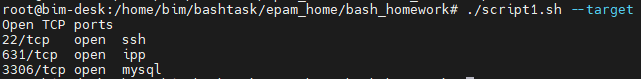 root@bim-desk:/home/bim/bashtask/epam_home/bash_homework# ./script1.sh --target
Open TCP ports
22/tcp   open  ssh
631/tcp  open  ipp
3306/tcp open  mysql